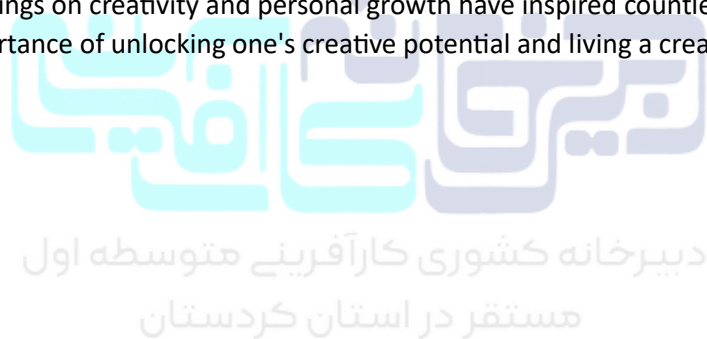 ings on creativity and personal growth have inspired countle
rtance of unlocking one's creative potential and living a crea
دبیرخانه کشوری کارآفرینی متوسطه اول
مستقر در استان کردستان